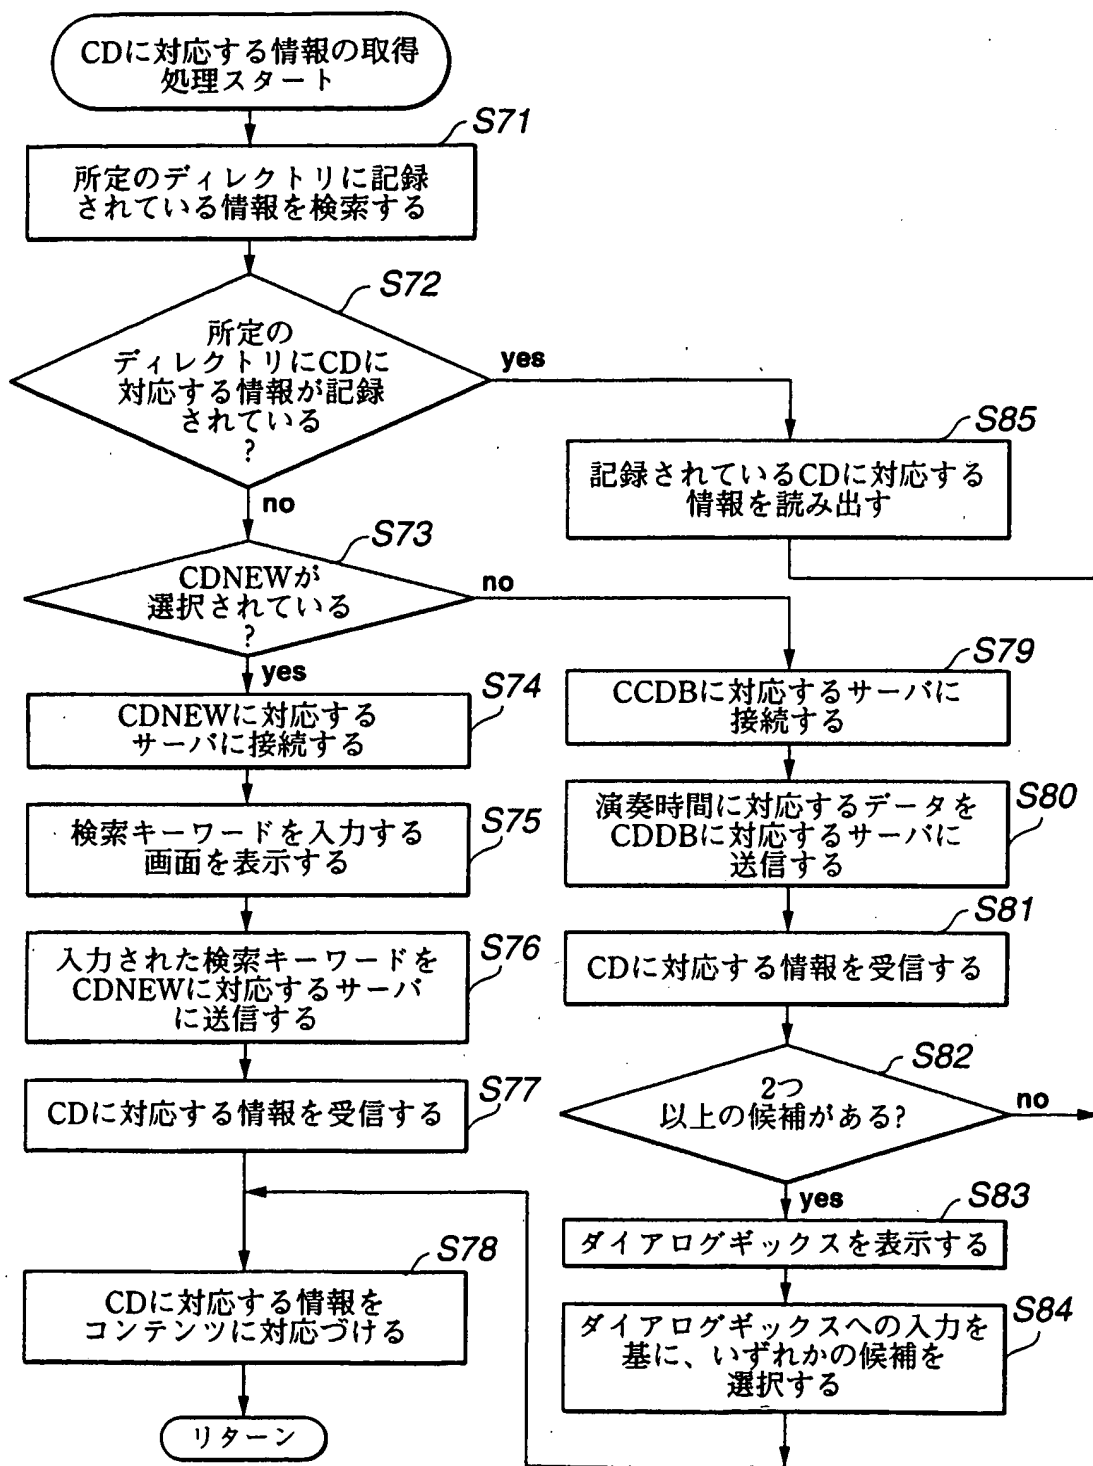 CDに対応する情報の取得
処理スタート
S71
所定のディレクトリに記録
されている情報を検索する
S72
所定の
ディレクトリにCDに
対応する情報が記録
されている
?
yes
no
S85
記録されているCDに対応する
情報を読み出す
S73
CDNEWが
選択されている
?
no
yes
S74
CDNEWに対応する
サーバに接続する
S75
検索キーワードを入力する
画面を表示する
S76
入力された検索キーワードを
CDNEWに対応するサーバ
に送信する
S77
CDに対応する情報を受信する
S78
CDに対応する情報を
コンテンツに対応づける
リターン
S79
CCDBに対応するサーバに
接続する
S80
演奏時間に対応するデータを
CDDBに対応するサーバに
送信する
S81
CDに対応する情報を受信する
S82
2つ
以上の候補がある?
no
yes
S83
ダイアログギックスを表示する
S84
ダイアログギックスへの入力を
基に、いずれかの候補を
選択する